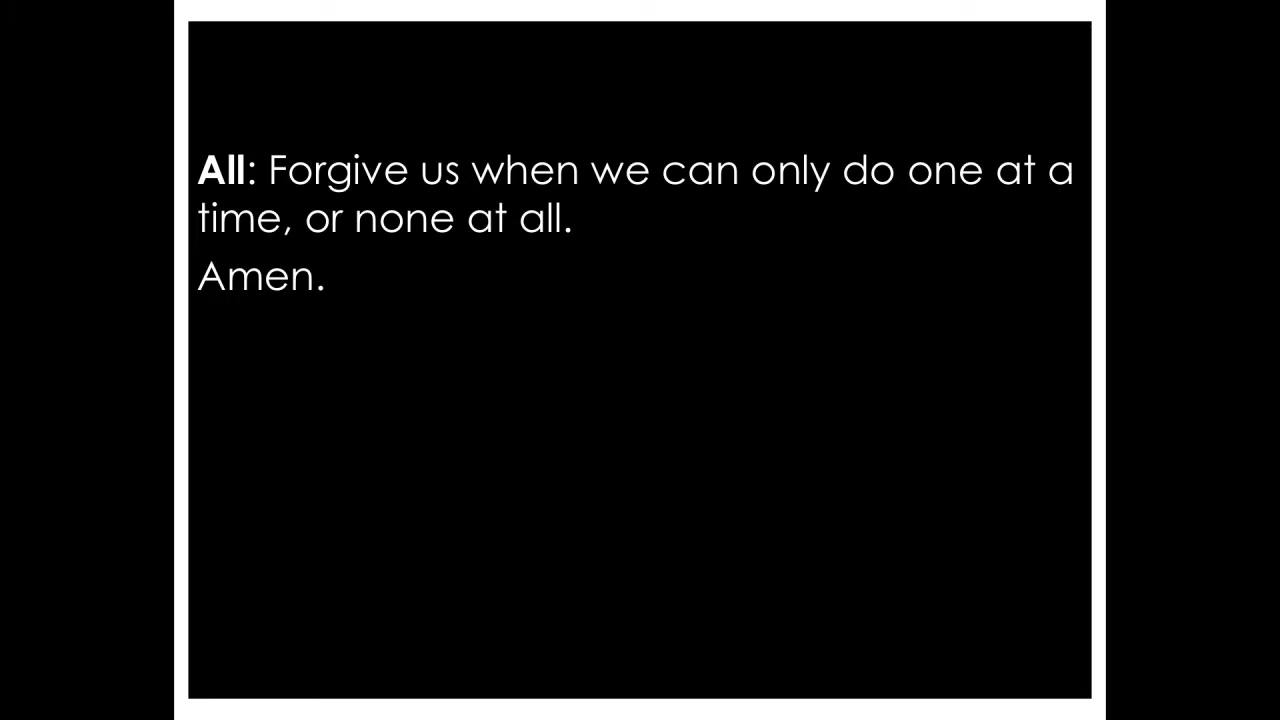 All: Forgive us when we can only do one at a
time, or none at all.
Amen.